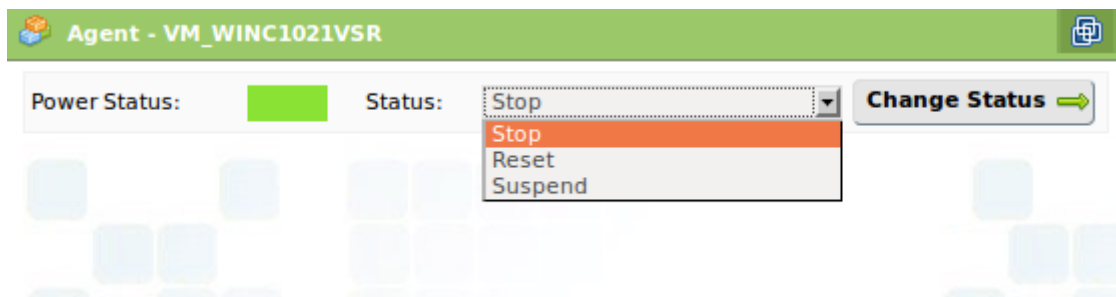 Agent - VM_WINC1021VSR
Power Status: Status: Stop Change Status
Stop
Reset
Suspend